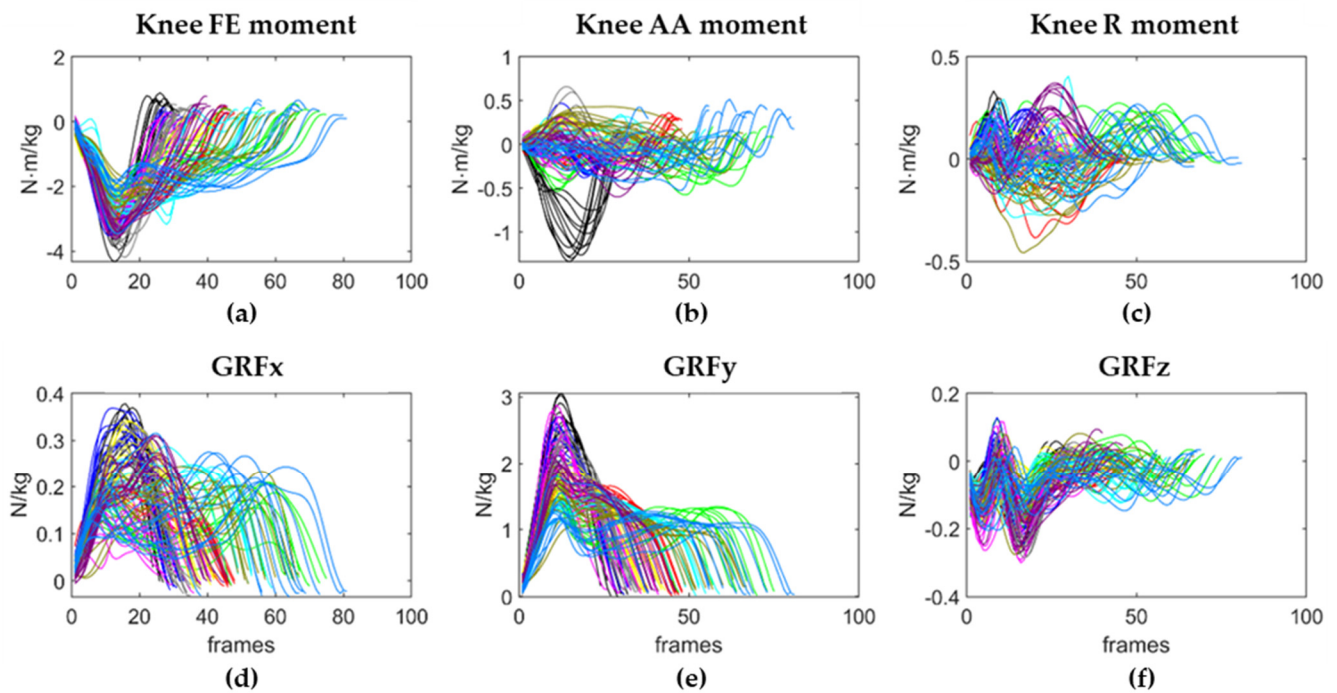 Knee FE moment
Knee AA moment
Knee R moment
N·m/kg
2
0
-2
-4
0 20 40 60 80 100
(a)
N·m/kg
1
0.5
0
-0.5
-1
0 50 100
(b)
N·m/kg
0.5
0
-0.5
0 50 100
(c)
GRFx
GRFy
GRFz
N/kg
0.4
0.3
0.2
0.1
0
0 20 40 60 80 100
frames
(d)
N/kg
3
2
1
0
0 50 100
frames
(e)
N/kg
0.2
0
-0.2
-0.4
0 50 100
frames
(f)